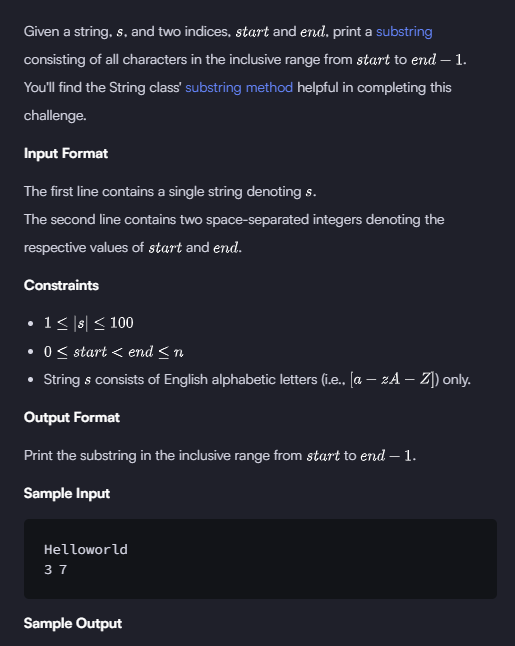 Given a string, s, and two indices, start and end, print a substring
consisting of all characters in the inclusive range from start to end − 1.
You'll find the String class' substring method helpful in completing this
challenge.
Input Format
The first line contains a single string denoting s.
The second line contains two space-separated integers denoting the
respective values of start and end.
Constraints
• 1 ≤ |s| ≤ 100
• 0 ≤ start < end ≤ n
• String s consists of English alphabetic letters (i.e., [a − zA − Z]) only.
Output Format
Print the substring in the inclusive range from start to end − 1.
Sample Input
Helloworld
3 7
Sample Output